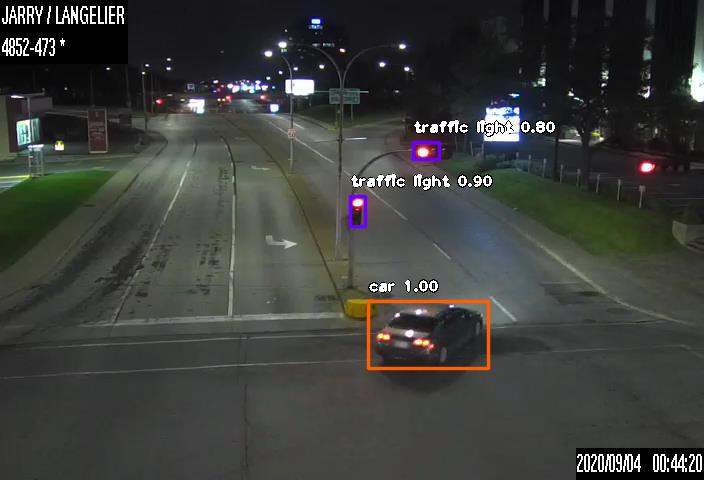 JARRY / LANGELIER
4852-473 *
traffic light 0.80
traffic light 0.90
car 1.00
2020/09/04 00:44:20